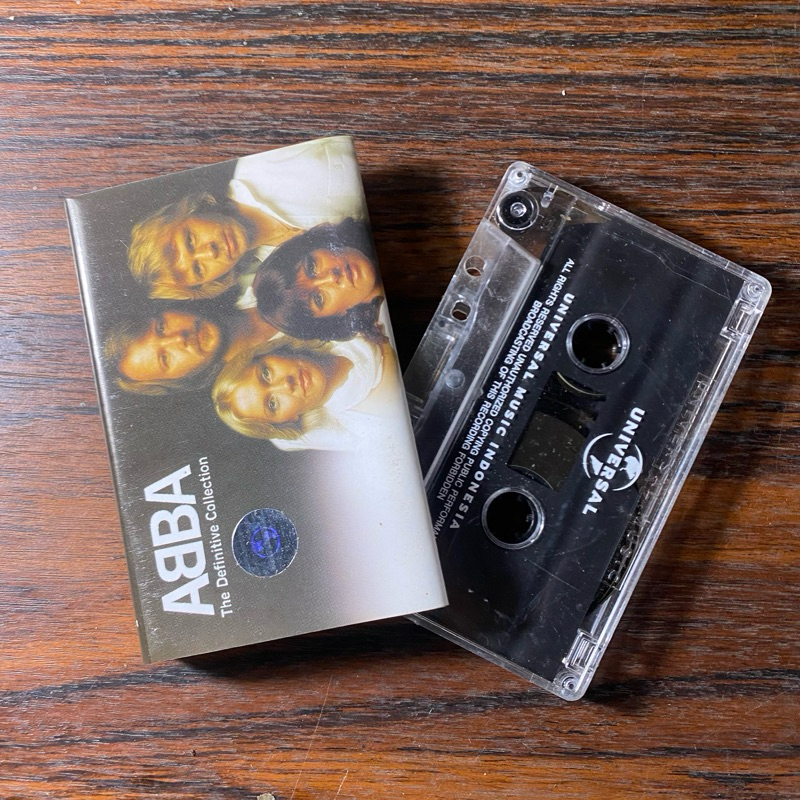 ABBA
The Definitive Collection
UNIVERSAL
UNIVERSAL MUSIC INDONESIA
ALL RIGHTS RESERVED UNAUTHORIZED COPYING PUBLIC
BROADCASTING OF THIS RECORDING FORBIDDEN